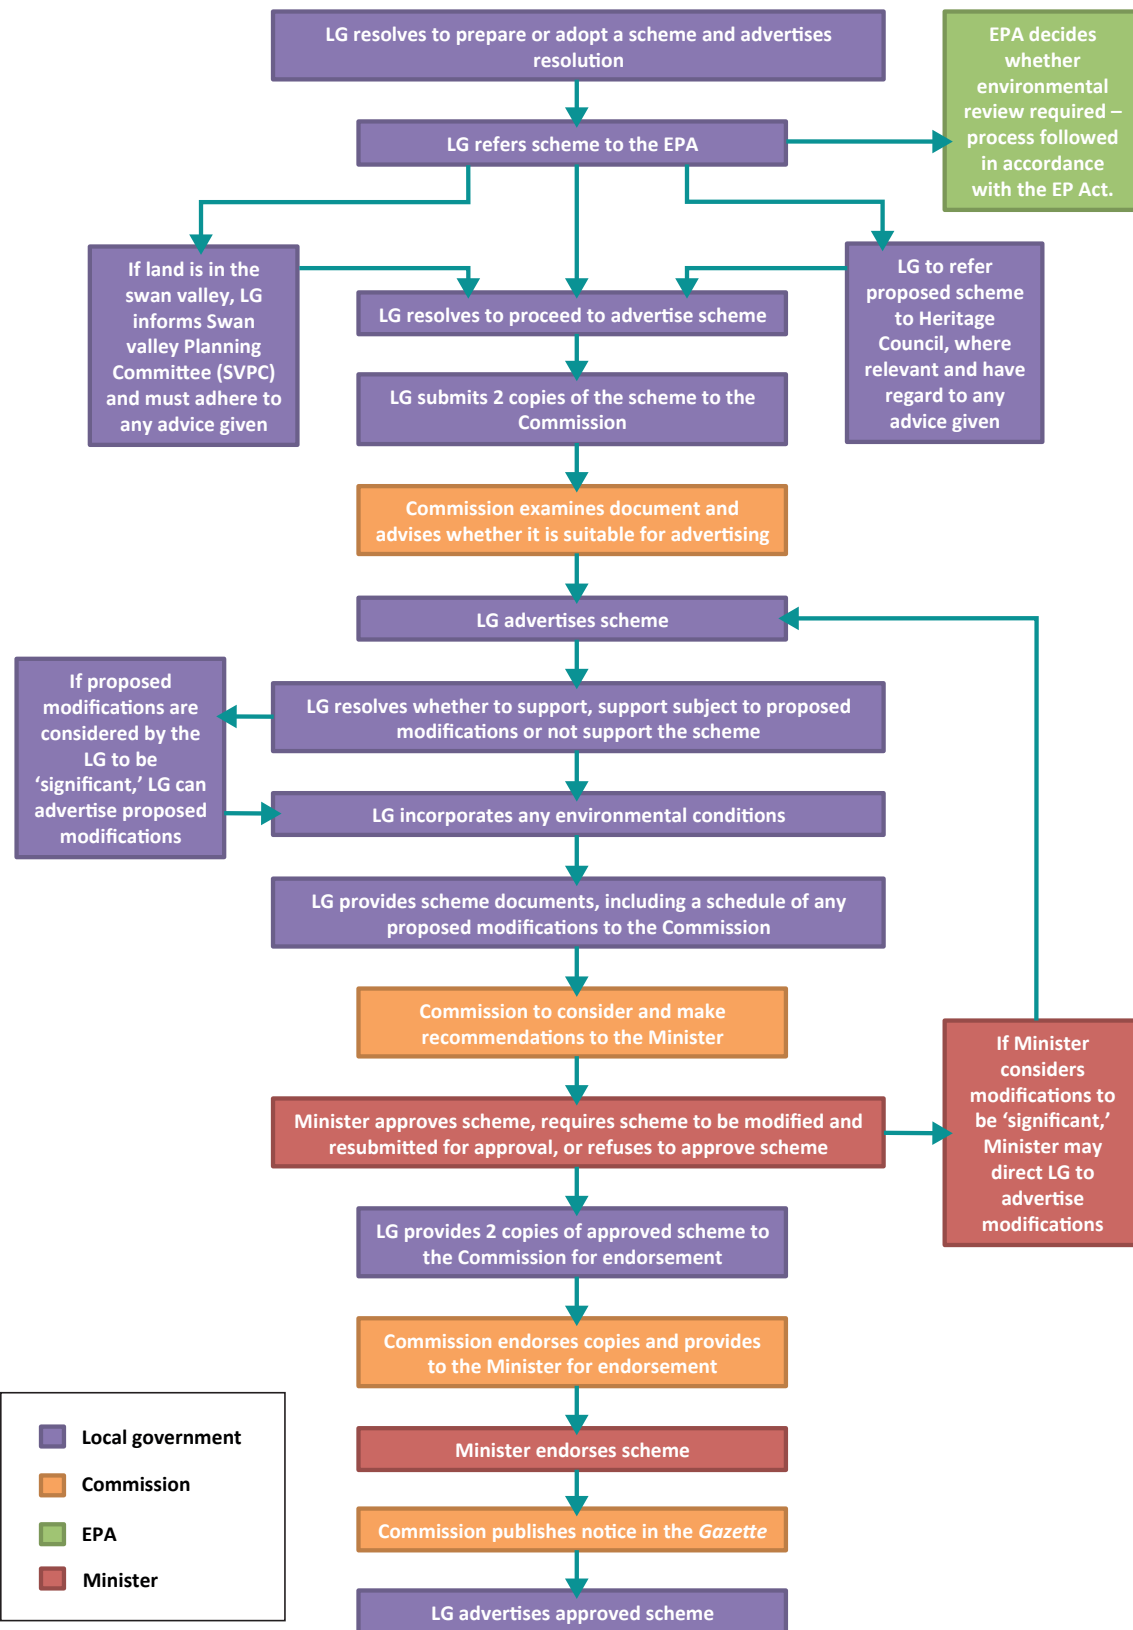 LG resolves to prepare or adopt a scheme and advertises
resolution
EPA decides
whether
environmental
review required –
process followed
in accordance
with the EP Act.
LG refers scheme to the EPA
If land is in the
swan valley, LG
informs Swan
valley Planning
Committee (SVPC)
and must adhere to
any advice given
LG to refer
proposed scheme
to Heritage
Council, where
relevant and have
regard to any
advice given
LG resolves to proceed to advertise scheme
LG submits 2 copies of the scheme to the
Commission
Commission examines document and
advises whether it is suitable for advertising
LG advertises scheme
If proposed
modifications are
considered by the
LG to be
‘significant,’ LG can
advertise proposed
modifications
LG resolves whether to support, support subject to proposed
modifications or not support the scheme
LG incorporates any environmental conditions
LG provides scheme documents, including a schedule of any
proposed modifications to the Commission
Commission to consider and make
recommendations to the Minister
If Minister
considers
modifications to
be ‘significant,’
Minister may
direct LG to
advertise
modifications
Minister approves scheme, requires scheme to be modified and
resubmitted for approval, or refuses to approve scheme
LG provides 2 copies of approved scheme to
the Commission for endorsement
Commission endorses copies and provides
to the Minister for endorsement
Minister endorses scheme
Commission publishes notice in the Gazette
LG advertises approved scheme
Local government
Commission
EPA
Minister